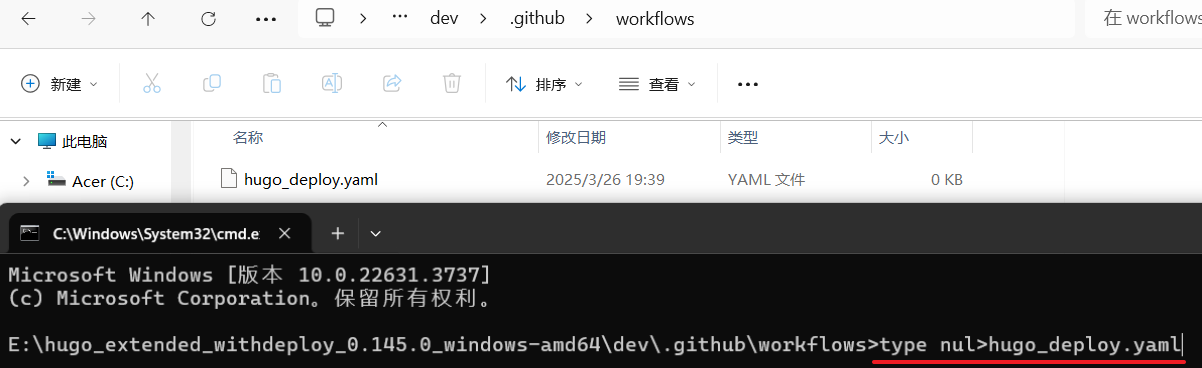 dev > .github > workflows 在 workflows
新建 排序 查看
名称 修改日期 类型 大小
此电脑
Acer (C:) hugo_deploy.yaml 2025/3/26 19:39 YAML 文件 0 KB
C:\Windows\System32\cmd.e
Microsoft Windows [版本 10.0.22631.3737]
(c) Microsoft Corporation。保留所有权利。
E:\hugo_extended_withdeploy_0.145.0_windows-amd64\dev\.github\workflows>type nul>hugo_deploy.yaml